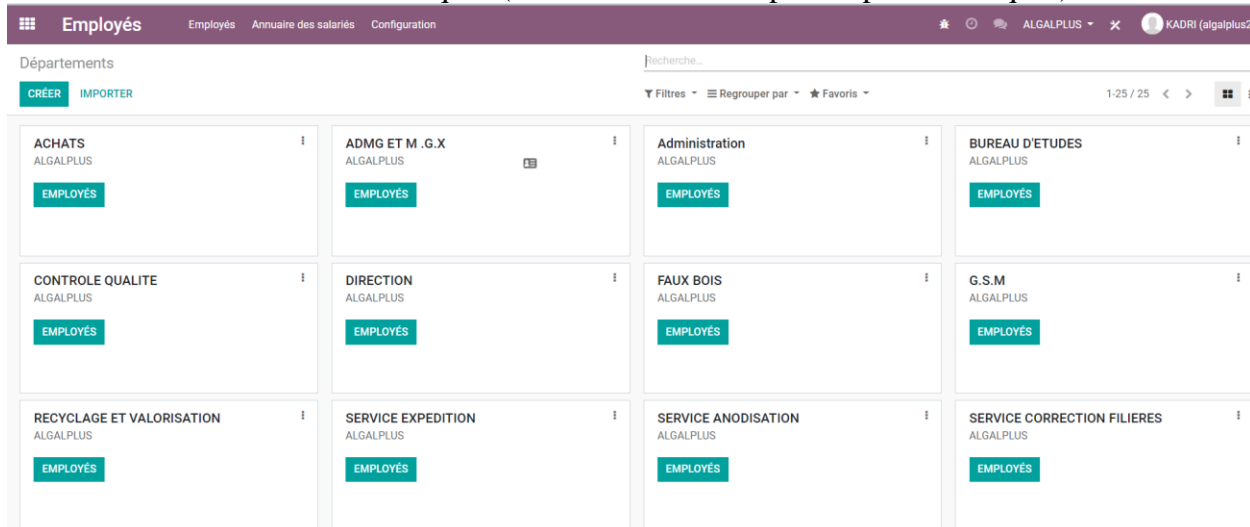 Employés Employés Annuaire des salariés Configuration ALGALPLUS KADRI (algalplus2
Départements Recherche...
CRÉER IMPORTER Filtres Regrouper par Favoris 1-25 / 25
ACHATS ADMG ET M .G.X Administration BUREAU D'ETUDES
ALGALPLUS ALGALPLUS ALGALPLUS ALGALPLUS
EMPLOYÉS EMPLOYÉS EMPLOYÉS EMPLOYÉS
CONTROLE QUALITE DIRECTION FAUX BOIS G.S.M
ALGALPLUS ALGALPLUS ALGALPLUS ALGALPLUS
EMPLOYÉS EMPLOYÉS EMPLOYÉS EMPLOYÉS
RECYCLAGE ET VALORISATION SERVICE EXPEDITION SERVICE ANODISATION SERVICE CORRECTION FILIERES
ALGALPLUS ALGALPLUS ALGALPLUS ALGALPLUS
EMPLOYÉS EMPLOYÉS EMPLOYÉS EMPLOYÉS